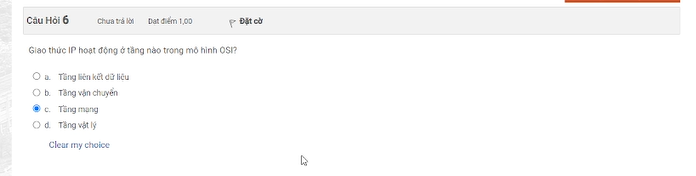 Câu Hỏi 6 Chưa trả lời Đạt điểm 1,00 Đặt cờ
Giao thức IP hoạt động ở tầng nào trong mô hình OSI?
a. Tầng liên kết dữ liệu
b. Tầng vận chuyển
c. Tầng mạng
d. Tầng vật lý
Clear my choice